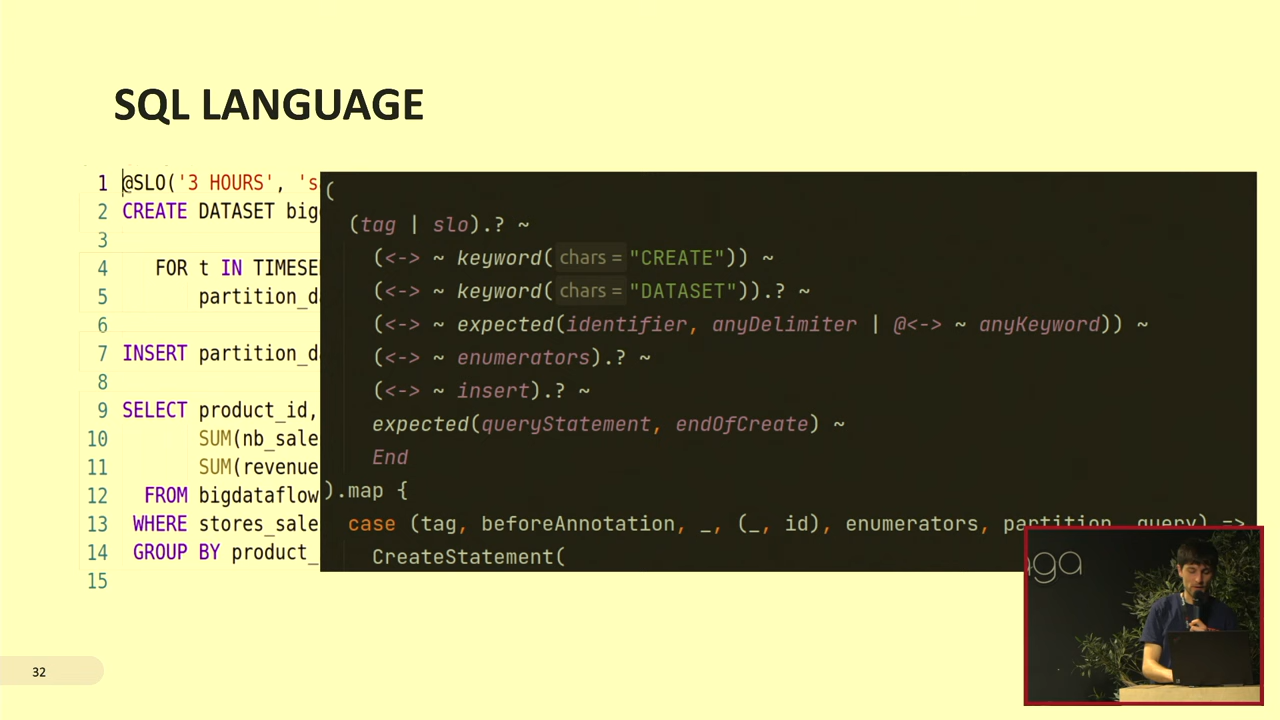 SQL LANGUAGE
1 @SLO('3 HOURS', 's
2 CREATE DATASET big
3
4 FOR t IN TIMESE
5 partition_d
6
7 INSERT partition_d
8
9 SELECT product_id,
10 SUM(nb_sale
11 SUM(revenue
12 FROM bigdataflow
13 WHERE stores_sale
14 GROUP BY product_
15
(
(tag | slo).? ~
(<-> ~ keyword( chars = "CREATE")) ~
(<-> ~ keyword( chars = "DATASET")).? ~
(<-> ~ expected(identifier, anyDelimiter | @<-> ~ anyKeyword)) ~
(<-> ~ enumerators).? ~
(<-> ~ insert).? ~
expected(queryStatement, endOfCreate) ~
End
).map {
case (tag, beforeAnnotation, _, (_, id), enumerators, partition, query) =>
CreateStatement(
32